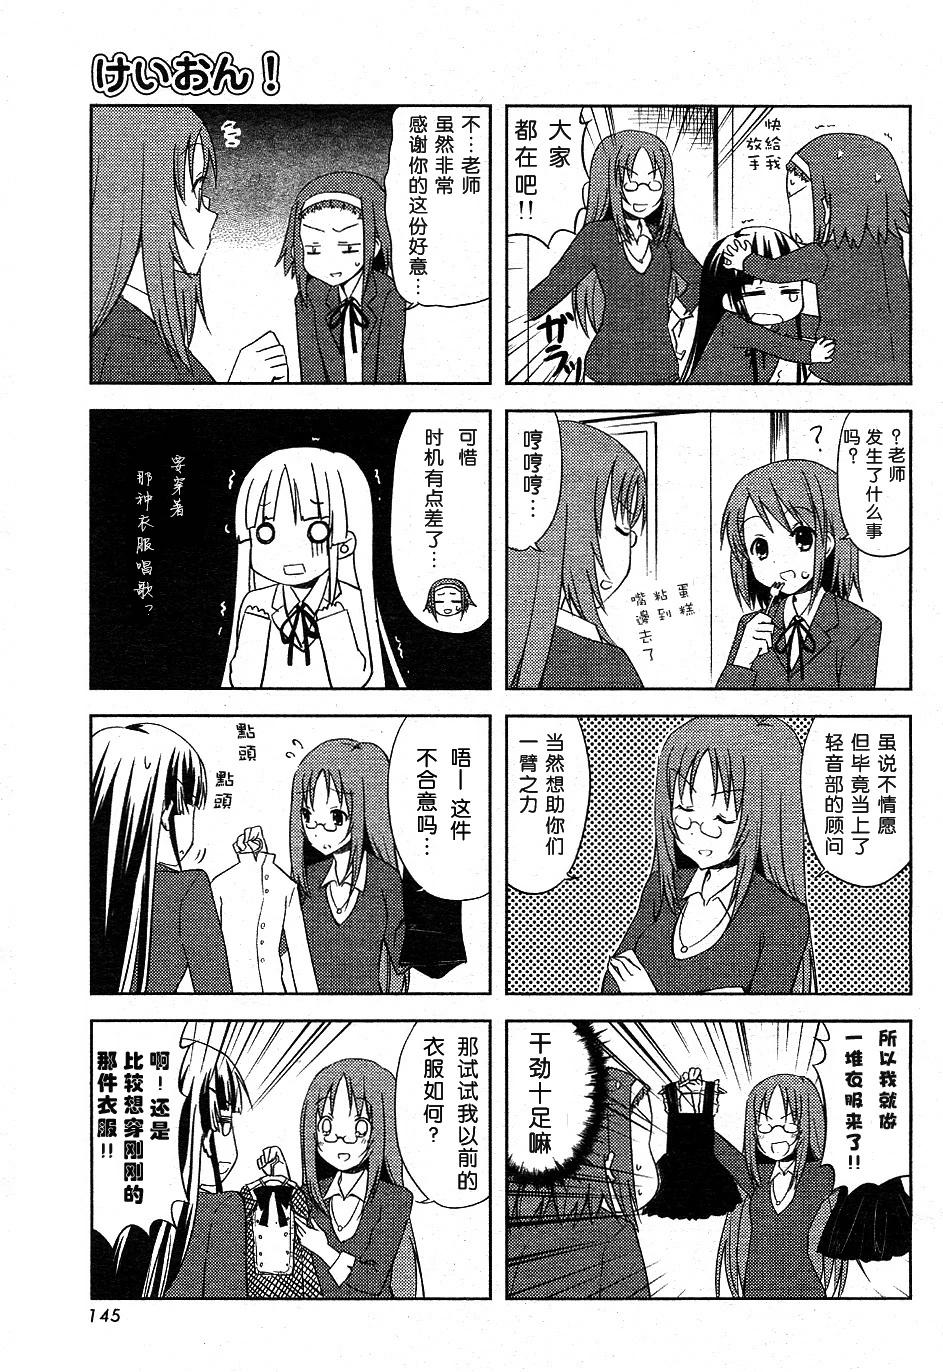 けいおん！
快给我
放手
大家
都在吧!!
ガラッ
？老师
发生了什么事
吗？
？
哼哼哼…
蛋糕
粘到
嘴邊去了
虽说不情愿
但毕竟当上了
轻音部的顾问
当然想助你们
一臂之力
所以我就做
一堆衣服来了!!
干劲十足嘛
不…老师
虽然非常
感谢你的这份好意…
可惜
时机有点差了…
要穿著
那种衣服唱歌？
點頭
點頭
唔ー这件
不合意吗…
那试试我以前的
衣服如何？
啊！还是
比较想穿刚刚的
那件衣服!!
145